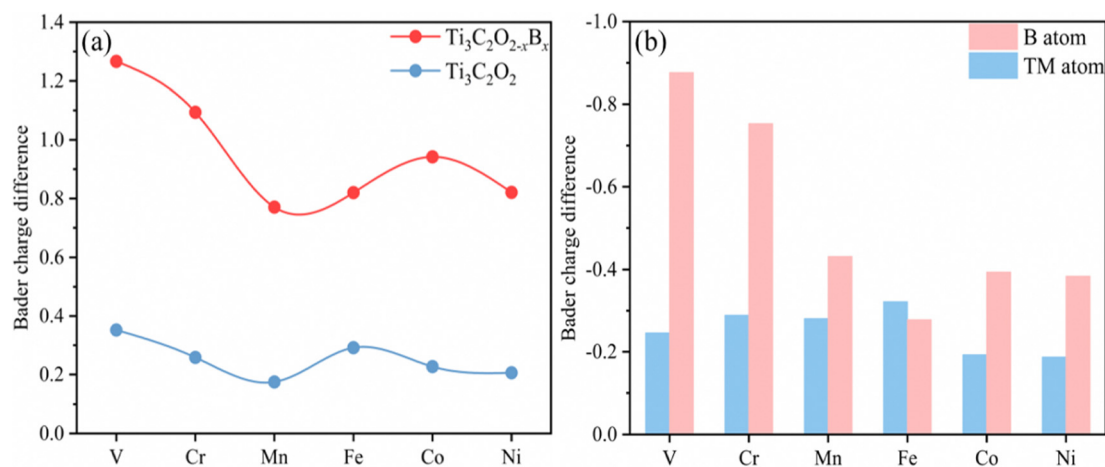 (a)
Ti₃C₂O₂₋ₓBₓ
Ti₃C₂O₂
Bader charge difference
1.4
1.2
1.0
0.8
0.6
0.4
0.2
0.0
V Cr Mn Fe Co Ni
(b)
B atom
TM atom
Bader charge difference
-1.0
-0.8
-0.6
-0.4
-0.2
0.0
V Cr Mn Fe Co Ni